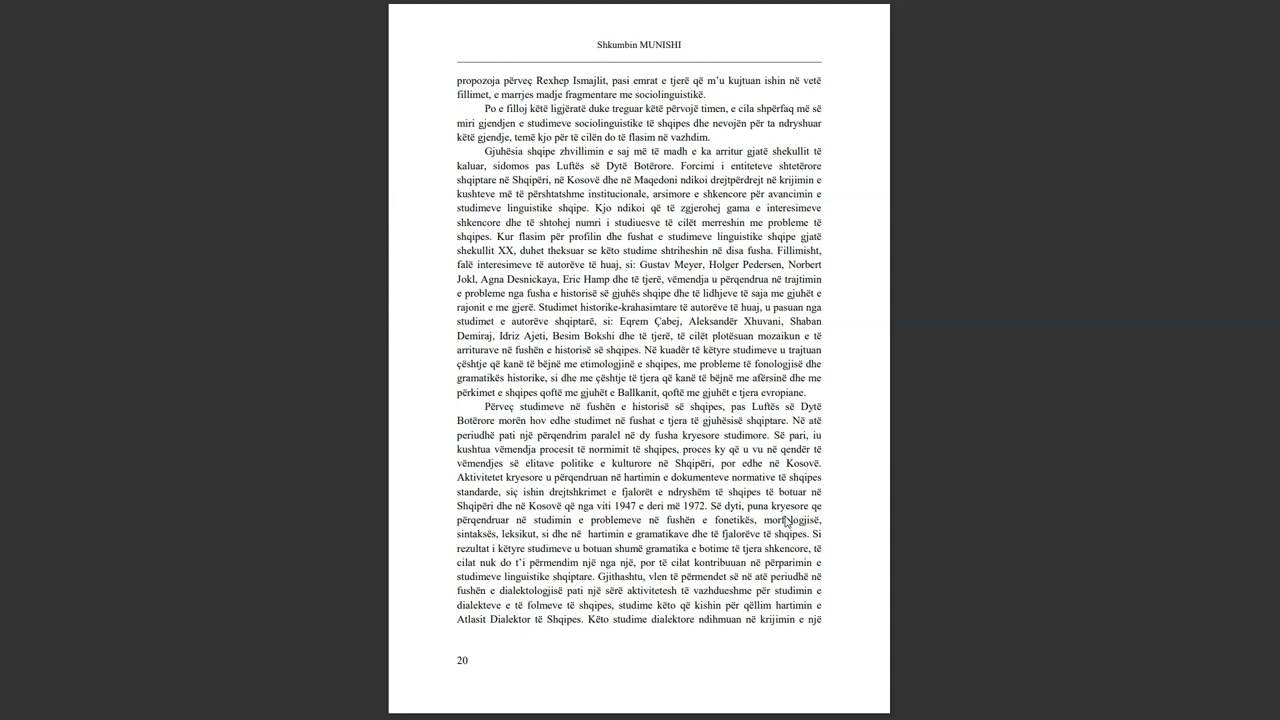 Shkumbin MUNISHI
propozoja përveç Rexhep Ismajlit, pasi emrat e tjerë që m’u kujtuan ishin në vetë
fillimet, e marrjes madje fragmentare me sociolinguistikë.
Po e filloj këtë ligjëratë duke treguar këtë përvojë timen, e cila shpërfaq më së
miri gjendjen e studimeve sociolinguistike të shqipes dhe nevojën për ta ndryshuar
këtë gjendje, temë kjo për të cilën do të flasim në vazhdim.
Gjuhësia shqipe zhvillimin e saj më të madh e ka arritur gjatë shekullit të
kaluar, sidomos pas Luftës së Dytë Botërore. Forcimi i entiteteve shtetërore
shqiptare në Shqipëri, në Kosovë dhe në Maqedoni ndikoi drejtpërdrejt në krijimin e
kushteve më të përshtatshme institucionale, arsimore e shkencore për avancimin e
studimeve linguistike shqipe. Kjo ndikoi që të zgjerohej gama e interesimeve
shkencore dhe të shtohej numri i studiuesve të cilët merreshin me probleme të
shqipes. Kur flasim për profilin dhe fushat e studimeve linguistike shqipe gjatë
shekullit XX, duhet theksuar se këto studime shtriheshin në disa fusha. Fillimisht,
falë interesimeve të autorëve të huaj, si: Gustav Meyer, Holger Pedersen, Norbert
Jokl, Agna Desnickaya, Eric Hamp dhe të tjerë, vëmendja u përqendrua në trajtimin
e probleme nga fusha e historisë së gjuhës shqipe dhe të lidhjeve të saja me gjuhët e
rajonit e me gjerë. Studimet historike-krahasimtare të autorëve të huaj, u pasuan nga
studimet e autorëve shqiptarë, si: Eqrem Çabej, Aleksandër Xhuvani, Shaban
Demiraj, Idriz Ajeti, Besim Bokshi dhe të tjerë, të cilët plotësuan mozaikun e të
arriturave në fushën e historisë së shqipes. Në kuadër të këtyre studimeve u trajtuan
çështje që kanë të bëjnë me etimologjinë e shqipes, me probleme të fonologjisë dhe
gramatikës historike, si dhe me çështje të tjera që kanë të bëjnë me afërsinë dhe me
përkimet e shqipes qoftë me gjuhët e Ballkanit, qoftë me gjuhët e tjera evropiane.
Përveç studimeve në fushën e historisë së shqipes, pas Luftës së Dytë
Botërore morën hov edhe studimet në fushat e tjera të gjuhësisë shqiptare. Në atë
periudhë pati një përqendrim paralel në dy fusha kryesore studimore. Së pari, iu
kushtua vëmendja procesit të normimit të shqipes, proces ky që u vu në qendër të
vëmendjes së elitave politike e kulturore në Shqipëri, por edhe në Kosovë.
Aktivitetet kryesore u përqendruan në hartimin e dokumenteve normative të shqipes
standarde, siç ishin drejtshkrimet e fjalorët e ndryshëm të shqipes të botuar në
Shqipëri dhe në Kosovë që nga viti 1947 e deri më 1972. Së dyti, puna kryesore qe
përqendruar në studimin e problemeve në fushën e fonetikës, morfologjisë,
sintaksës, leksikut, si dhe në hartimin e gramatikave dhe të fjalorëve të shqipes. Si
rezultat i këtyre studimeve u botuan shumë gramatika e botime të tjera shkencore, të
cilat nuk do t’i përmendim një nga një, por të cilat kontribuuan në përparimin e
studimeve linguistike shqiptare. Gjithashtu, vlen të përmendet së në atë periudhë në
fushën e dialektologjisë pati një sërë aktivitetesh të vazhdueshme për studimin e
dialekteve e të folmeve të shqipes, studime këto që kishin për qëllim hartimin e
Atlasit Dialektor të Shqipes. Këto studime dialektore ndihmuan në krijimin e një
20